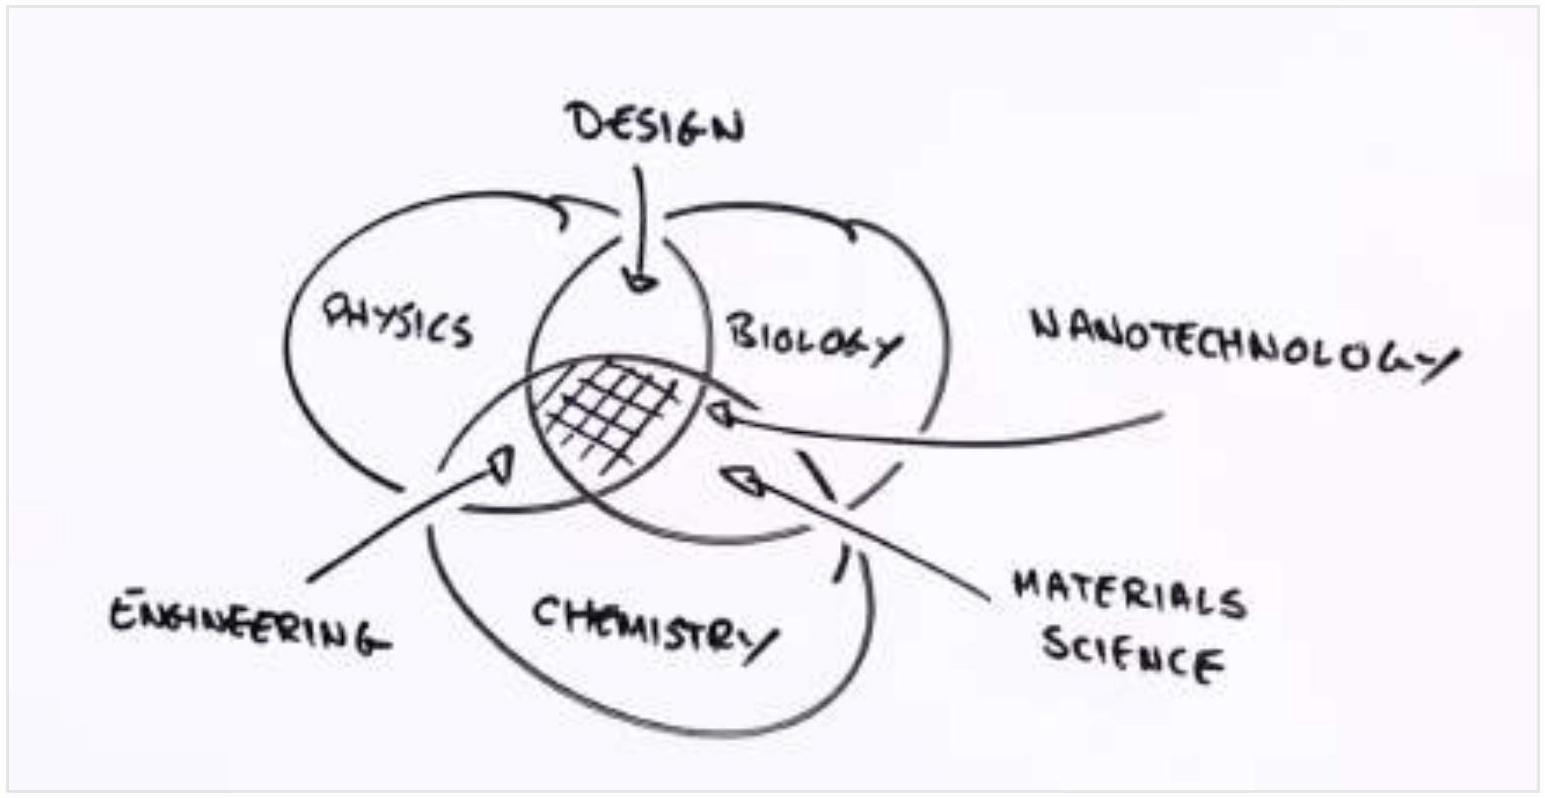 DESIGN
PHYSICS
BIOLOGY
NANOTECHNOLOGY
ENGINEERING
CHEMISTRY
MATERIALS
SCIENCE